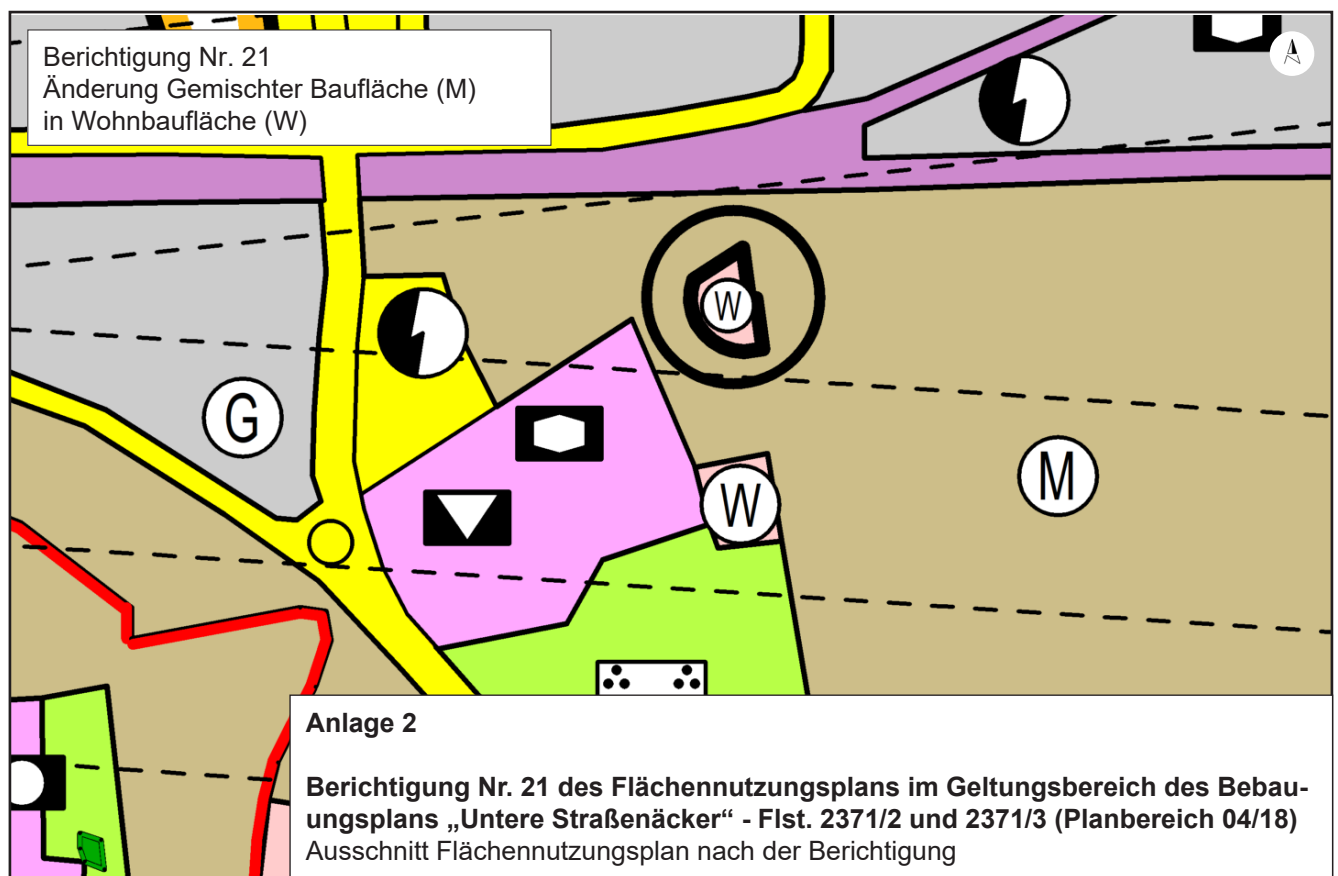 Berichtigung Nr. 21
Änderung Gemischter Baufläche (M)
in Wohnbaufläche (W)
W
G
W
M
Anlage 2
Berichtigung Nr. 21 des Flächennutzungsplans im Geltungsbereich des Bebau-
ungsplans „Untere Straßenäcker“ - Flst. 2371/2 und 2371/3 (Planbereich 04/18)
Ausschnitt Flächennutzungsplan nach der Berichtigung